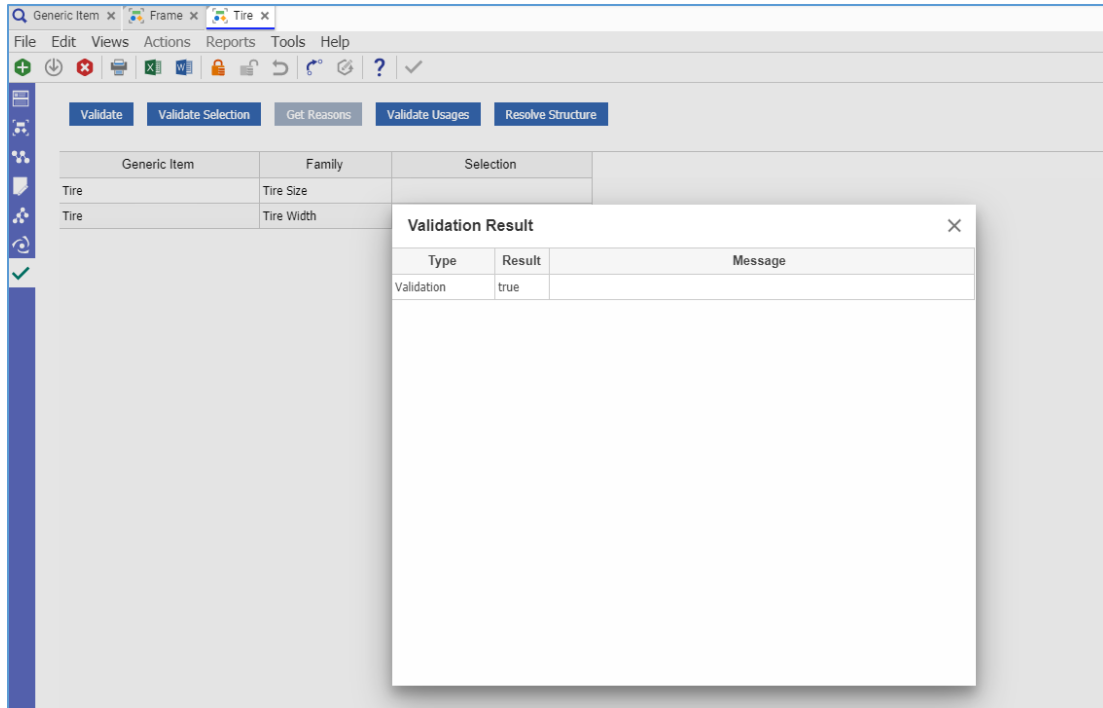 Generic Item Frame Tire
File Edit Views Actions Reports Tools Help
Validate Validate Selection Get Reasons Validate Usages Resolve Structure
Generic Item Family Selection
Tire Tire Size
Tire Tire Width
Validation Result
Type Result Message
Validation true